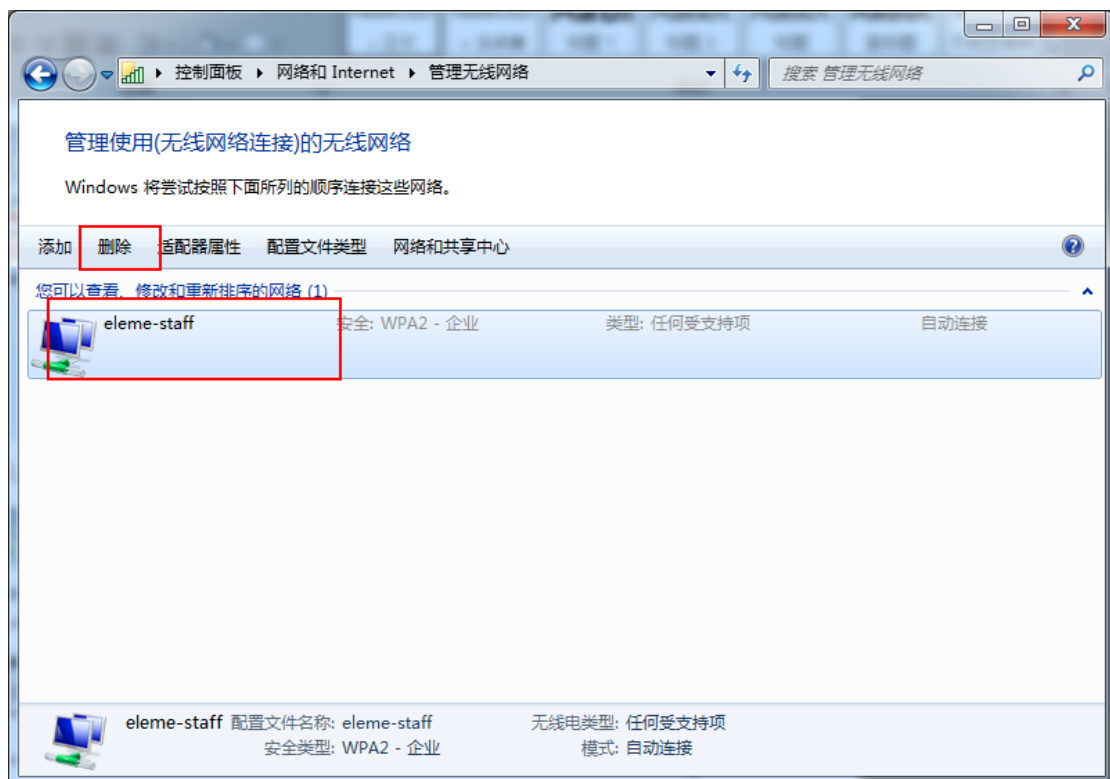 控制面板 网络和 Internet 管理无线网络 搜索 管理无线网络
管理使用(无线网络连接)的无线网络
Windows 将尝试按照下面所列的顺序连接这些网络。
添加 删除 适配器属性 配置文件类型 网络和共享中心
您可以查看、修改和重新排序的网络 (1)
eleme-staff 安全: WPA2 - 企业 类型: 任何受支持项 自动连接
eleme-staff 配置文件名称: eleme-staff 无线电类型: 任何受支持项
安全类型: WPA2 - 企业 模式: 自动连接